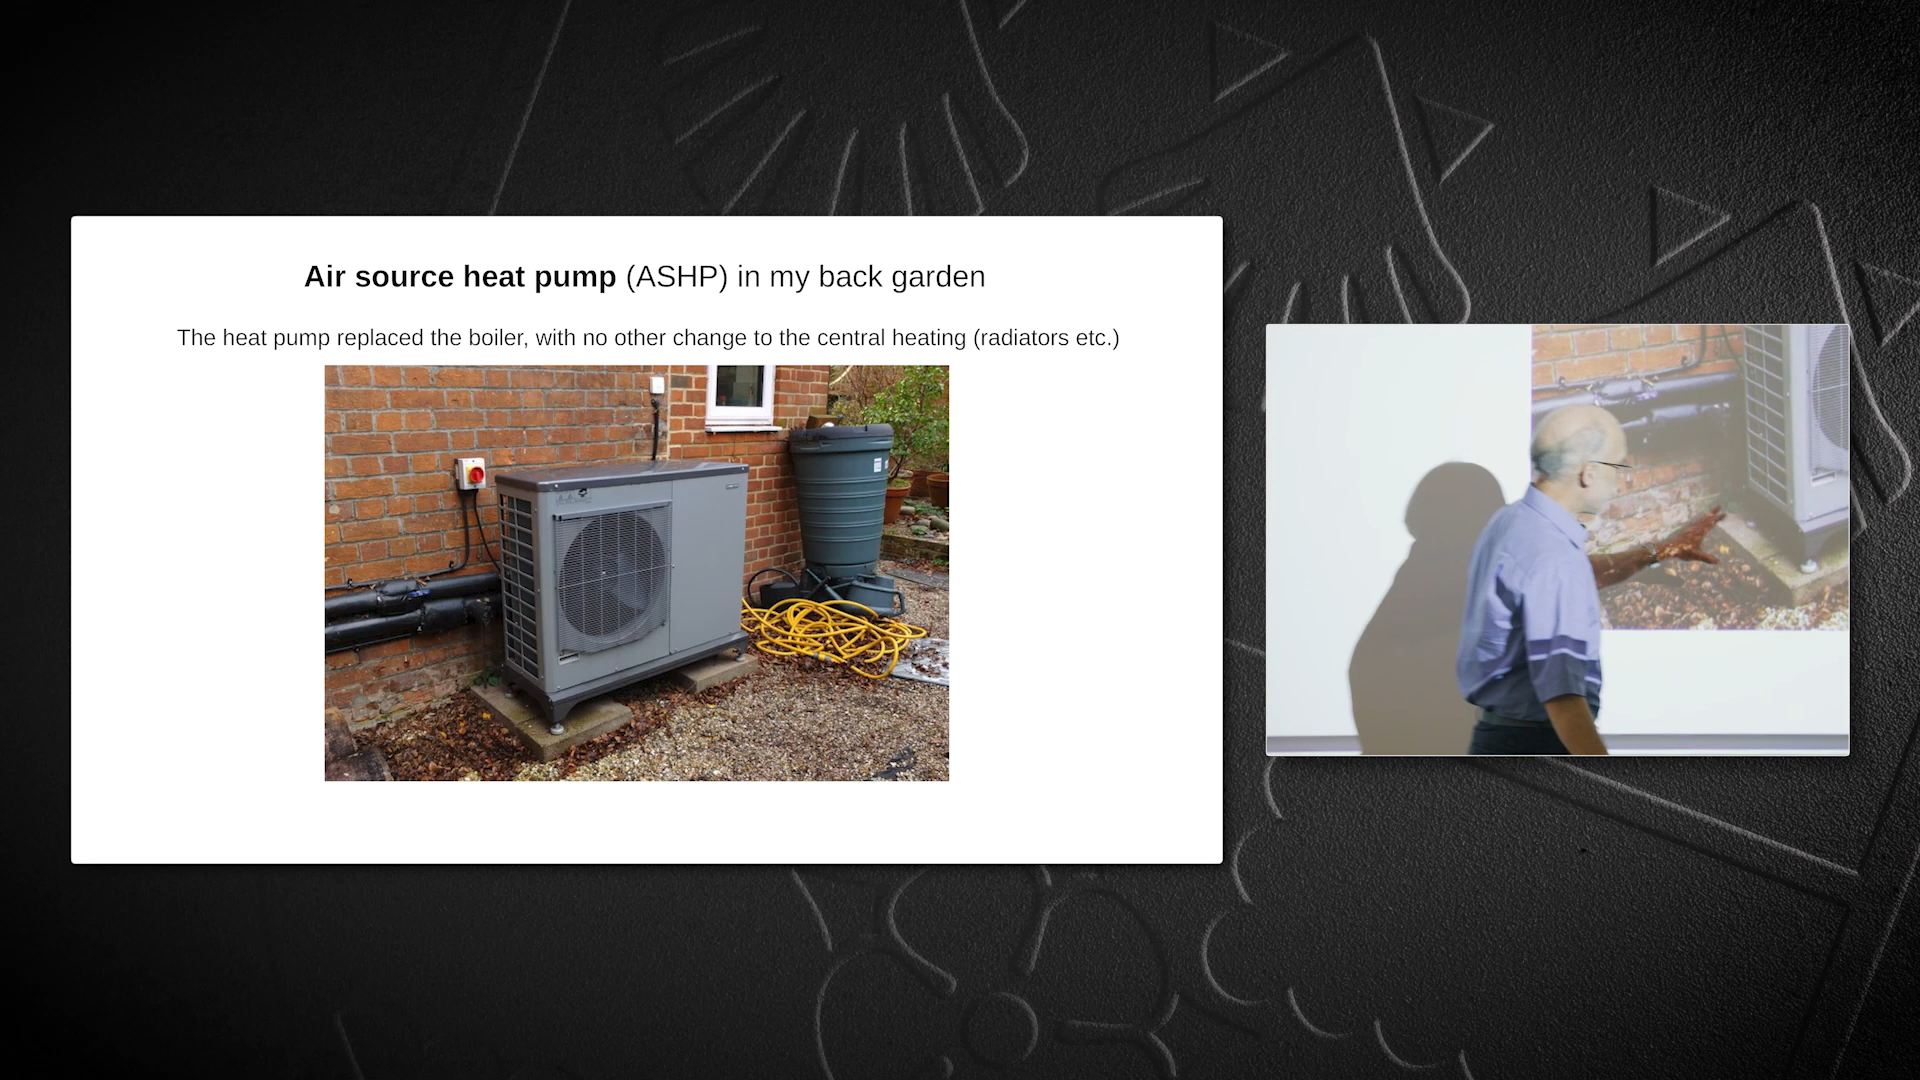 Air source heat pump (ASHP) in my back garden
The heat pump replaced the boiler, with no other change to the central heating (radiators etc.)